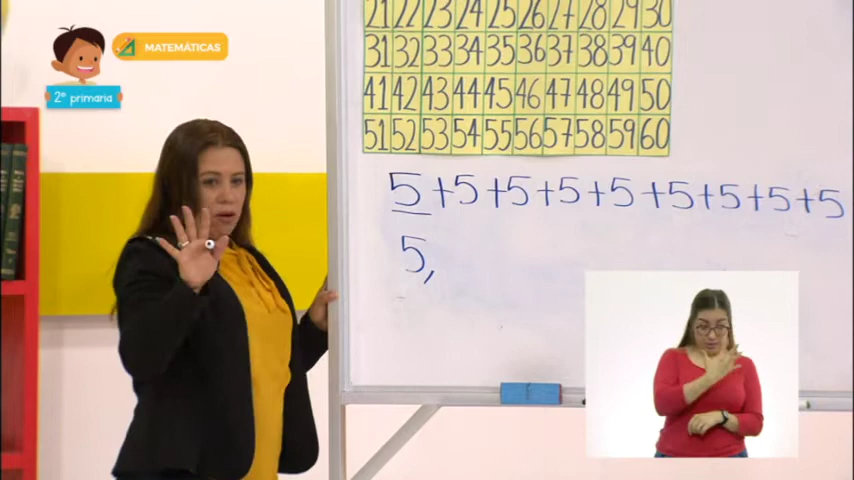 MATEMÁTICAS
2° primaria
21 22 23 24 25 26 27 28 29 30
31 32 33 34 35 36 37 38 39 40
41 42 43 44 45 46 47 48 49 50
51 52 53 54 55 56 57 58 59 60
5+5+5+5+5+5+5+5+5
5,